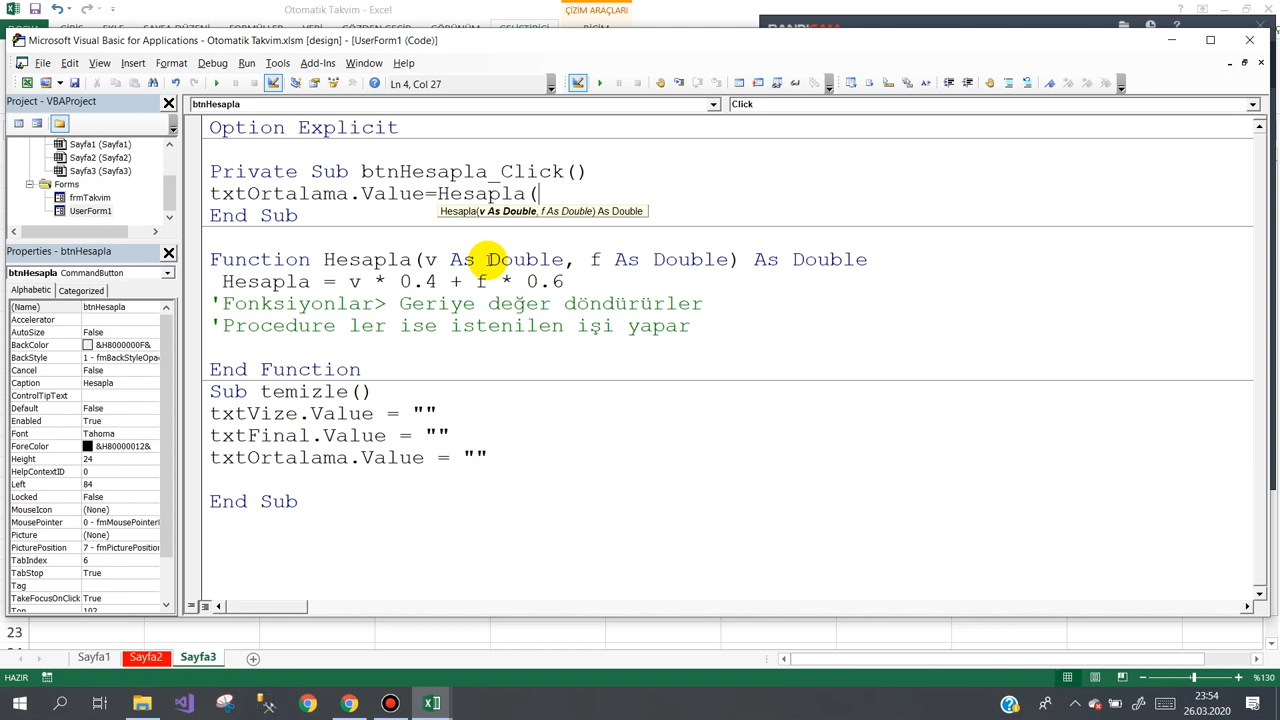 Otomatik Takvim - Excel
ÇİZİM ARAÇLARI
GELİŞTİRİCİ
Microsoft Visual Basic for Applications - Otomatik Takvim.xlsm [design] - [UserForm1 (Code)]
File Edit View Insert Format Debug Run Tools Add-Ins Window Help
Ln 4, Col 27
Project - VBAProject
btnHesapla
Click
Sayfa1 (Sayfa1)
Sayfa2 (Sayfa2)
Sayfa3 (Sayfa3)
Forms
frmTakvim
UserForm1
Properties - btnHesapla
btnHesapla CommandButton
Alphabetic Categorized
(Name) btnHesapla
Accelerator
AutoSize False
BackColor &H8000000F&
BackStyle 1 - fmBackStyleOpa
Cancel False
Caption Hesapla
ControlTipText
Default False
Enabled True
Font Tahoma
ForeColor &H80000012&
Height 24
HelpContextID 0
Left 84
Locked False
MouseIcon (None)
MousePointer 0 - fmMousePointer
Picture (None)
PicturePosition 7 - fmPicturePosition
TabIndex 6
TabStop True
Tag
TakeFocusOnClick True
Top 102
Option Explicit
Private Sub btnHesapla_Click()
txtOrtalama.Value=Hesapla(
Hesapla(v As Double, f As Double) As Double
End Sub
Function Hesapla(v As Double, f As Double) As Double
Hesapla = v * 0.4 + f * 0.6
'Fonksiyonlar> Geriye değer döndürürler
'Procedure ler ise istenilen işi yapar
End Function
Sub temizle()
txtVize.Value = ""
txtFinal.Value = ""
txtOrtalama.Value = ""
End Sub
23
Sayfa1 Sayfa2 Sayfa3
HAZIR
%130
23:54
26.03.2020